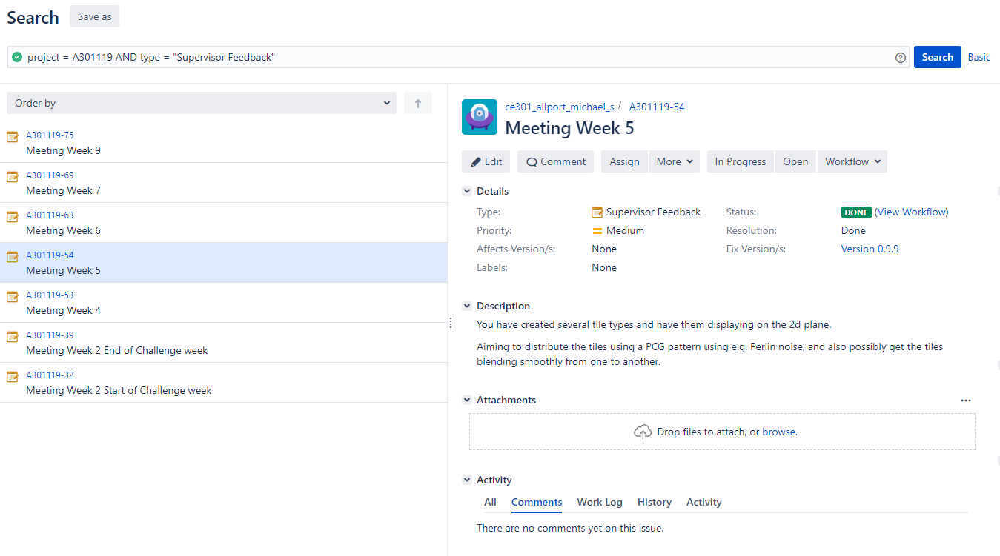 Search Save as
project = A301119 AND type = "Supervisor Feedback" Search Basic
Order by
A301119-75
Meeting Week 9
A301119-69
Meeting Week 7
A301119-63
Meeting Week 6
A301119-54
Meeting Week 5
A301119-53
Meeting Week 4
A301119-39
Meeting Week 2 End of Challenge week
A301119-32
Meeting Week 2 Start of Challenge week
ce301_allport_michael_s / A301119-54
Meeting Week 5
Edit Comment Assign More In Progress Open Workflow
Details
Type: Supervisor Feedback Status: DONE (View Workflow)
Priority: Medium Resolution: Done
Affects Version/s: None Fix Version/s: Version 0.9.9
Labels: None
Description
You have created several tile types and have them displaying on the 2d plane.
Aiming to distribute the tiles using a PCG pattern using e.g. Perlin noise, and also possibly get the tiles
blending smoothly from one to another.
Attachments
Drop files to attach, or browse.
Activity
All Comments Work Log History Activity
There are no comments yet on this issue.